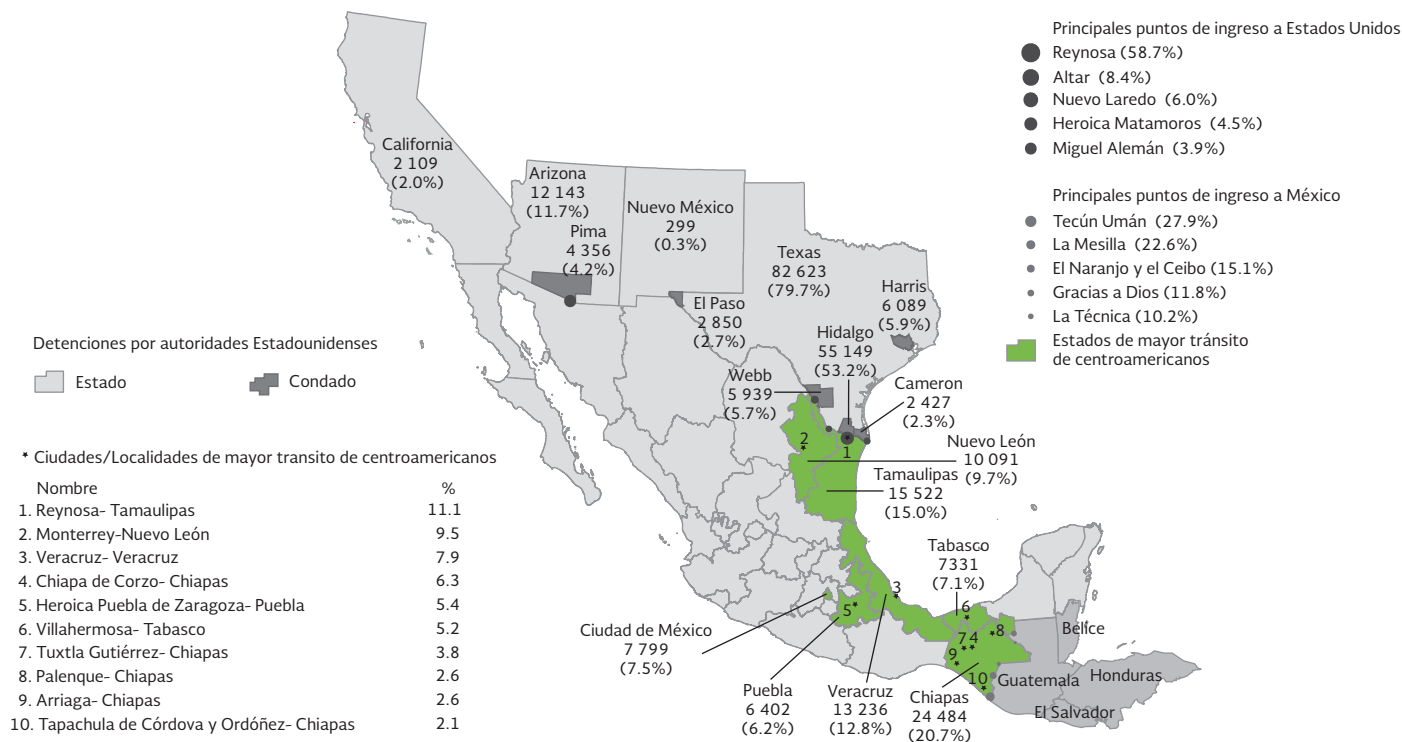 Principales puntos de ingreso a Estados Unidos
Reynosa (58.7%)
Altar (8.4%)
Nuevo Laredo (6.0%)
Heroica Matamoros (4.5%)
Miguel Alemán (3.9%)
Principales puntos de ingreso a México
Tecún Umán (27.9%)
La Mesilla (22.6%)
El Naranjo y el Ceibo (15.1%)
Gracias a Dios (11.8%)
La Técnica (10.2%)
Estados de mayor tránsito
de centroamericanos
California
2 109
(2.0%)
Arizona
12 143
(11.7%)
Pima
4 356
(4.2%)
Nuevo México
299
(0.3%)
Texas
82 623
(79.7%)
El Paso
2 850
(2.7%)
Harris
6 089
(5.9%)
Hidalgo
55 149
(53.2%)
Webb
5 939
(5.7%)
Cameron
2 427
(2.3%)
Nuevo León
10 091
(9.7%)
Tamaulipas
15 522
(15.0%)
Tabasco
7331
(7.1%)
Ciudad de México
7 799
(7.5%)
Puebla
6 402
(6.2%)
Veracruz
13 236
(12.8%)
Chiapas
24 484
(20.7%)
Belice
Guatemala
Honduras
El Salvador
2
1
3
5
6
7
4
8
9
10
Detenciones por autoridades Estadounidenses
Estado
Condado
* Ciudades/Localidades de mayor transito de centroamericanos
Nombre %
1. Reynosa- Tamaulipas 11.1
2. Monterrey-Nuevo León 9.5
3. Veracruz- Veracruz 7.9
4. Chiapa de Corzo- Chiapas 6.3
5. Heroica Puebla de Zaragoza- Puebla 5.4
6. Villahermosa- Tabasco 5.2
7. Tuxtla Gutiérrez- Chiapas 3.8
8. Palenque- Chiapas 2.6
9. Arriaga- Chiapas 2.6
10. Tapachula de Córdova y Ordóñez- Chiapas 2.1